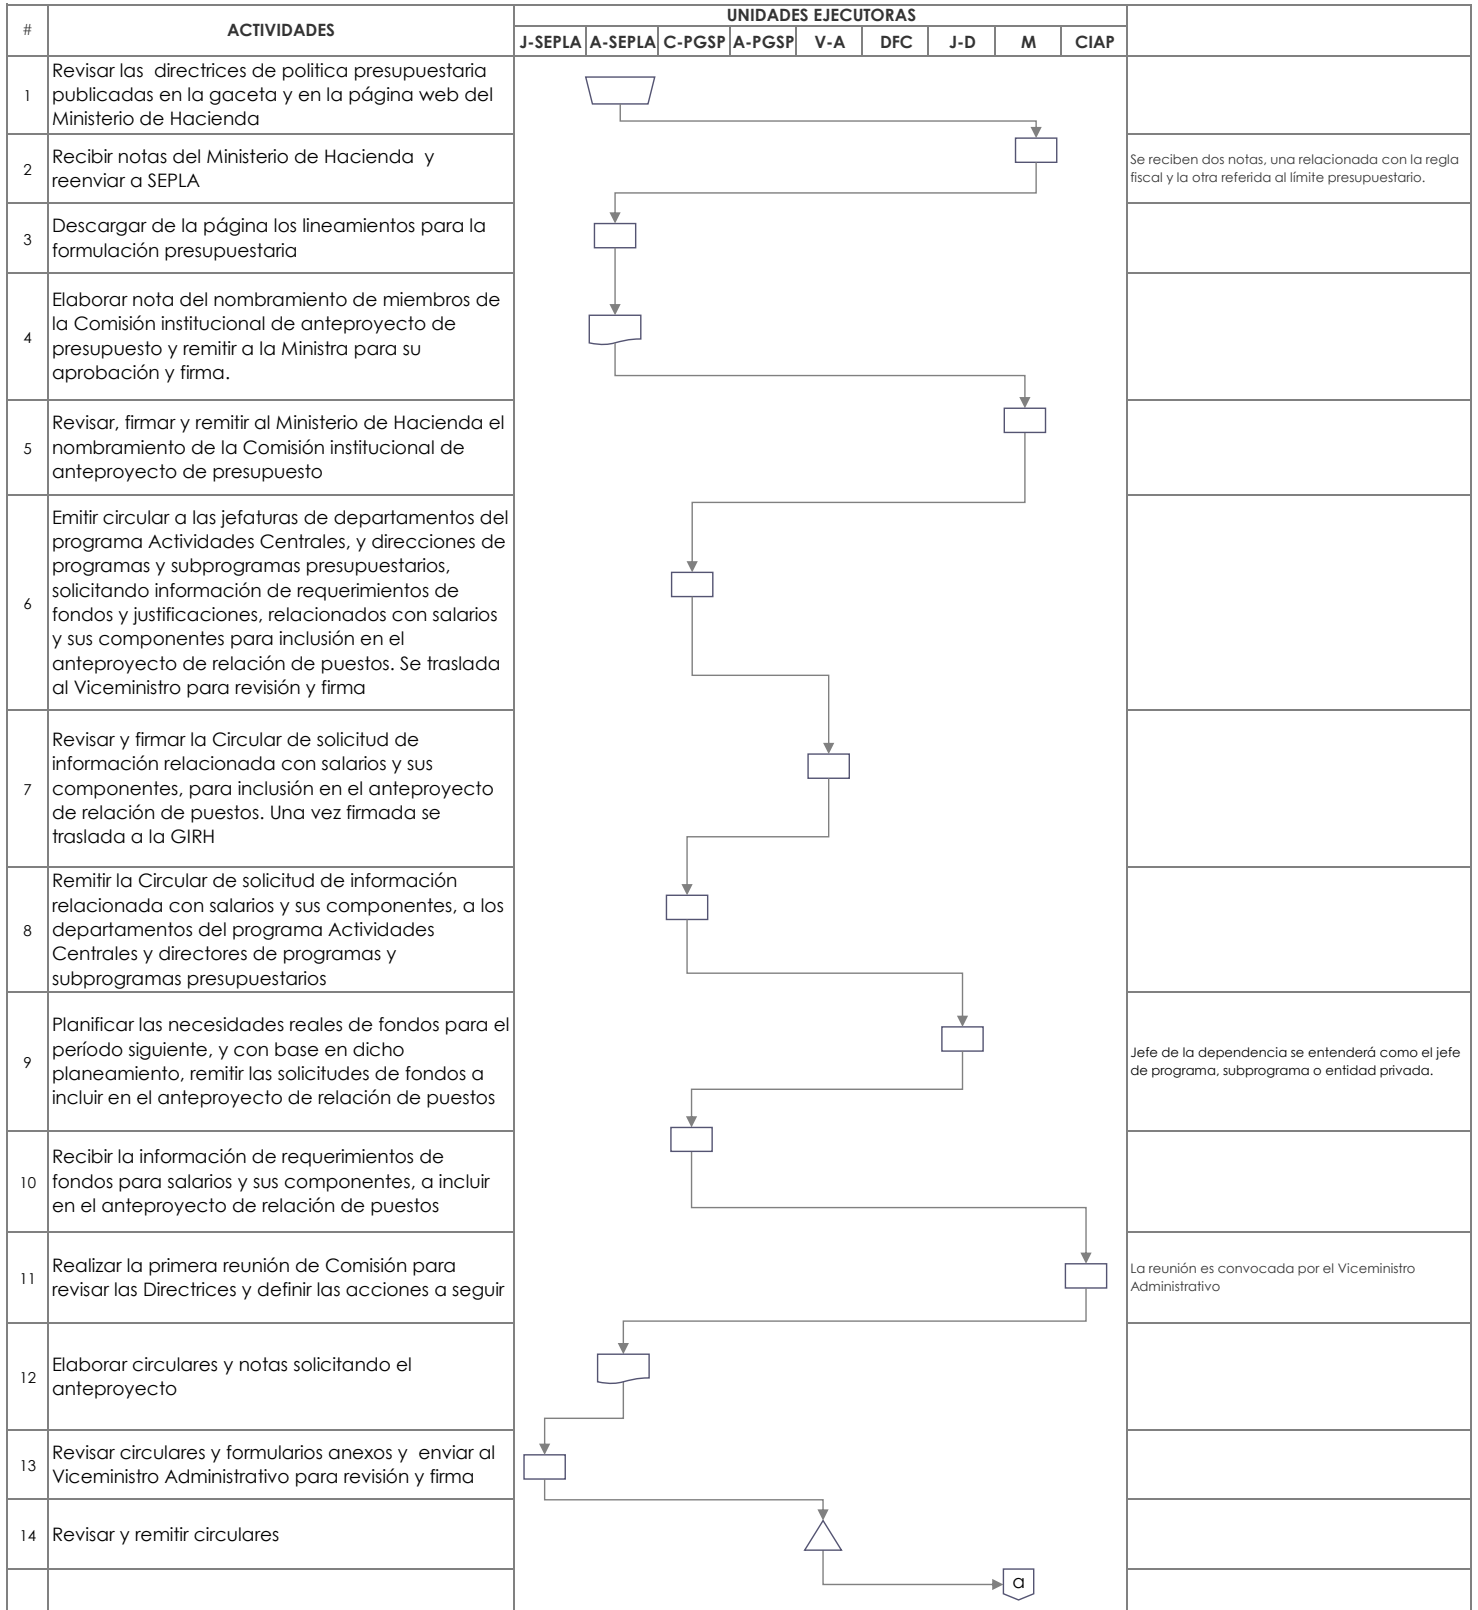 # ACTIVIDADES UNIDADES EJECUTORAS
J-SEPLA A-SEPLA C-PGSP A-PGSP V-A DFC J-D M CIAP
1
Revisar las  directrices de politica presupuestaria
publicadas en la gaceta y en la página web del
Ministerio de Hacienda
2
Recibir notas del Ministerio de Hacienda  y
reenviar a SEPLA
Se reciben dos notas, una relacionada con la regla
fiscal y la otra referida al límite presupuestario.
3
Descargar de la página los lineamientos para la
formulación presupuestaria
4
Elaborar nota del nombramiento de miembros de
la Comisión institucional de anteproyecto de
presupuesto y remitir a la Ministra para su
aprobación y firma.
5
Revisar, firmar y remitir al Ministerio de Hacienda el
nombramiento de la Comisión institucional de
anteproyecto de presupuesto
6
Emitir circular a las jefaturas de departamentos del
programa Actividades Centrales, y direcciones de
programas y subprogramas presupuestarios,
solicitando información de requerimientos de
fondos y justificaciones, relacionados con salarios
y sus componentes para inclusión en el
anteproyecto de relación de puestos. Se traslada
al Viceministro para revisión y firma
7
Revisar y firmar la Circular de solicitud de
información relacionada con salarios y sus
componentes, para inclusión en el anteproyecto
de relación de puestos. Una vez firmada se
traslada a la GIRH
8
Remitir la Circular de solicitud de información
relacionada con salarios y sus componentes, a los
departamentos del programa Actividades
Centrales y directores de programas y
subprogramas presupuestarios
9
Planificar las necesidades reales de fondos para el
período siguiente, y con base en dicho
planeamiento, remitir las solicitudes de fondos a
incluir en el anteproyecto de relación de puestos
Jefe de la dependencia se entenderá como el jefe
de programa, subprograma o entidad privada.
10
Recibir la información de requerimientos de
fondos para salarios y sus componentes, a incluir
en el anteproyecto de relación de puestos
11
Realizar la primera reunión de Comisión para
revisar las Directrices y definir las acciones a seguir
La reunión es convocada por el Viceministro
Administrativo
12
Elaborar circulares y notas solicitando el
anteproyecto
13
Revisar circulares y formularios anexos y  enviar al
Viceministro Administrativo para revisión y firma
14
Revisar y remitir circulares
a